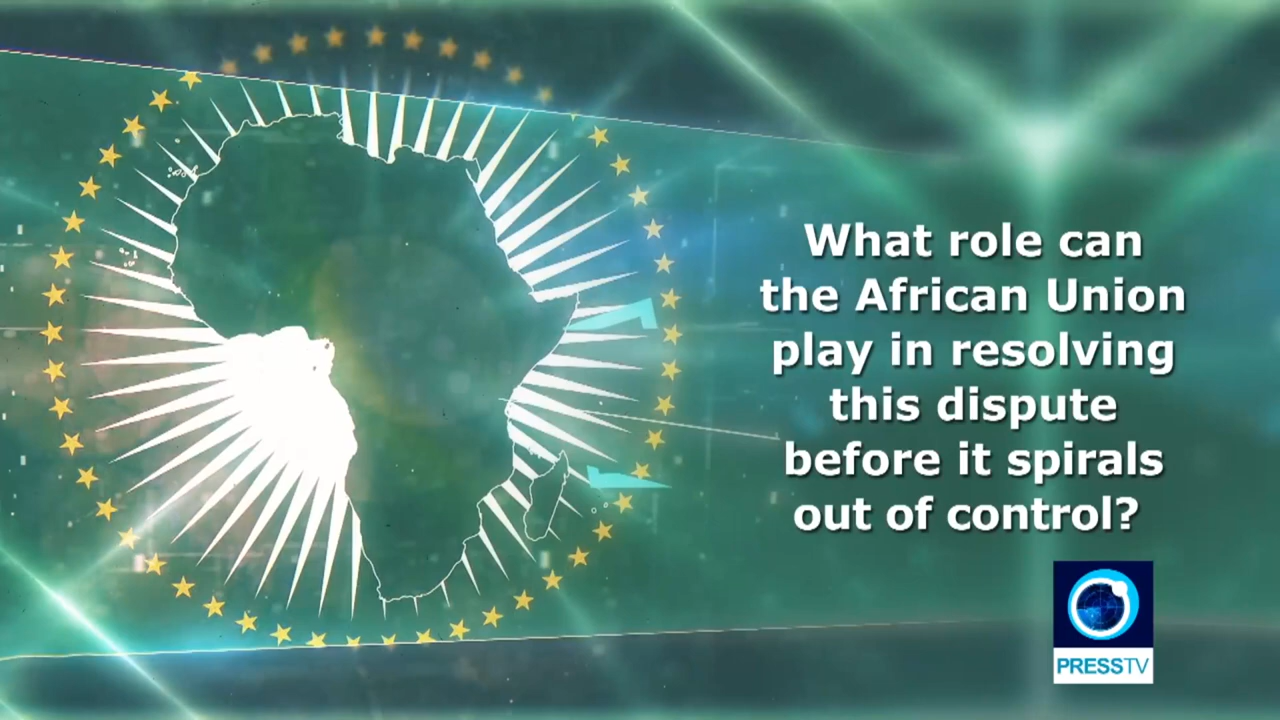 What role can
the African Union
play in resolving
this dispute
before it spirals
out of control?
PRESSTV